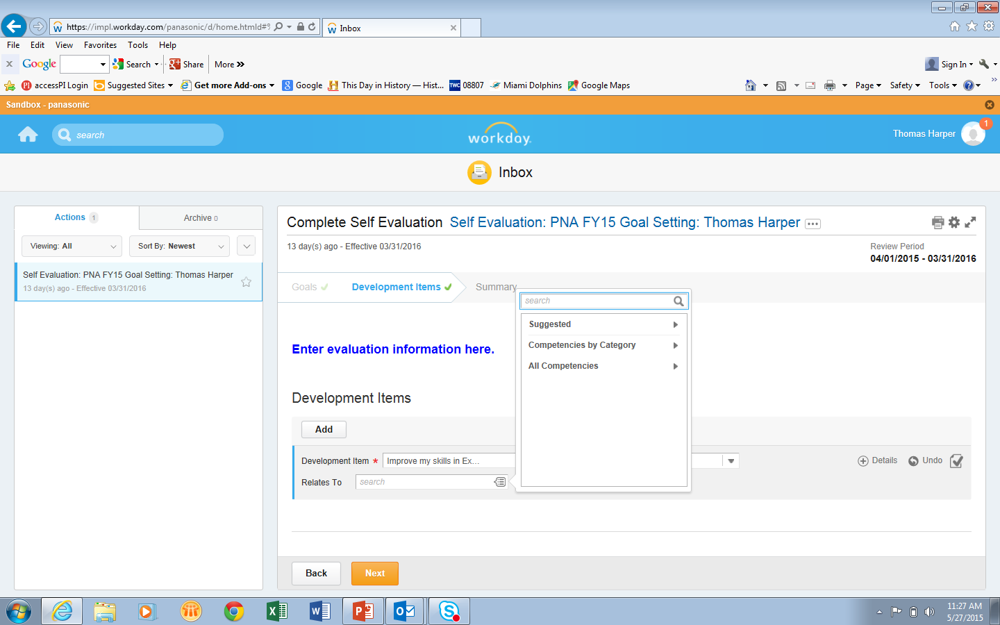 https://impl.workday.com/panasonic/d/home.htmld#
Inbox
File Edit View Favorites Tools Help
x Google Search Share More »
Sign In
accessPI Login Suggested Sites Get more Add-ons Google This Day in History — Hist... TWC 08807 Miami Dolphins Google Maps
Page Safety Tools
Sandbox - panasonic
search
workday.
Thomas Harper 1
Inbox
Actions 1
Archive 0
Viewing: All
Sort By: Newest
Self Evaluation: PNA FY15 Goal Setting: Thomas Harper
13 day(s) ago - Effective 03/31/2016
Complete Self Evaluation Self Evaluation: PNA FY15 Goal Setting: Thomas Harper
13 day(s) ago - Effective 03/31/2016
Review Period
04/01/2015 - 03/31/2016
Goals
Development Items
Summary
search
Suggested
Competencies by Category
All Competencies
Enter evaluation information here.
Development Items
Add
Development Item * Improve my skills in Ex...
Details Undo
Relates To search
Back Next
11:27 AM
5/27/2015